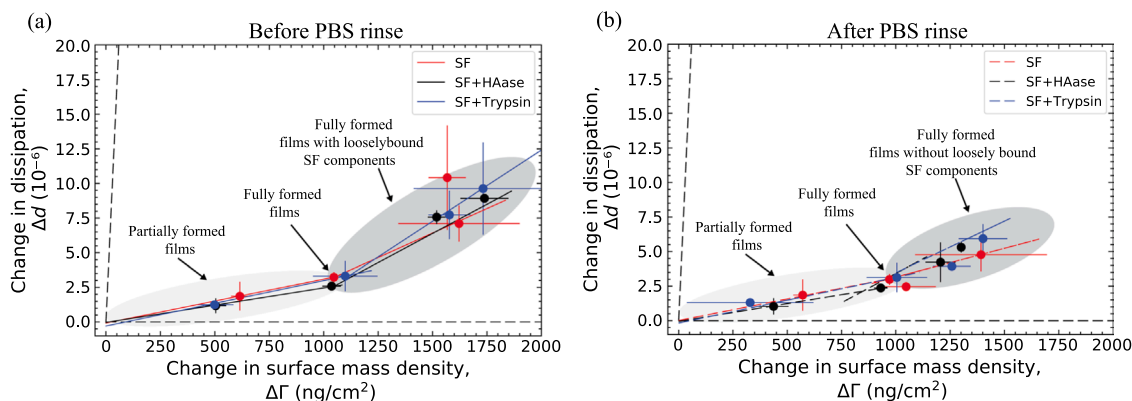 (a)
Before PBS rinse
20.0
17.5
15.0
12.5
10.0
7.5
5.0
2.5
0.0
Change in dissipation,
Δd (10⁻⁶)
SF
SF+HAase
SF+Trypsin
Fully formed
films with looselybound
SF components
Fully formed
films
Partially formed
films
0 250 500 750 1000 1250 1500 1750 2000
Change in surface mass density,
ΔΓ (ng/cm²)
(b)
After PBS rinse
20.0
17.5
15.0
12.5
10.0
7.5
5.0
2.5
0.0
Change in dissipation,
Δd (10⁻⁶)
SF
SF+HAase
SF+Trypsin
Fully formed
films without loosely bound
SF components
Fully formed
films
Partially formed
films
0 250 500 750 1000 1250 1500 1750 2000
Change in surface mass density,
ΔΓ (ng/cm²)